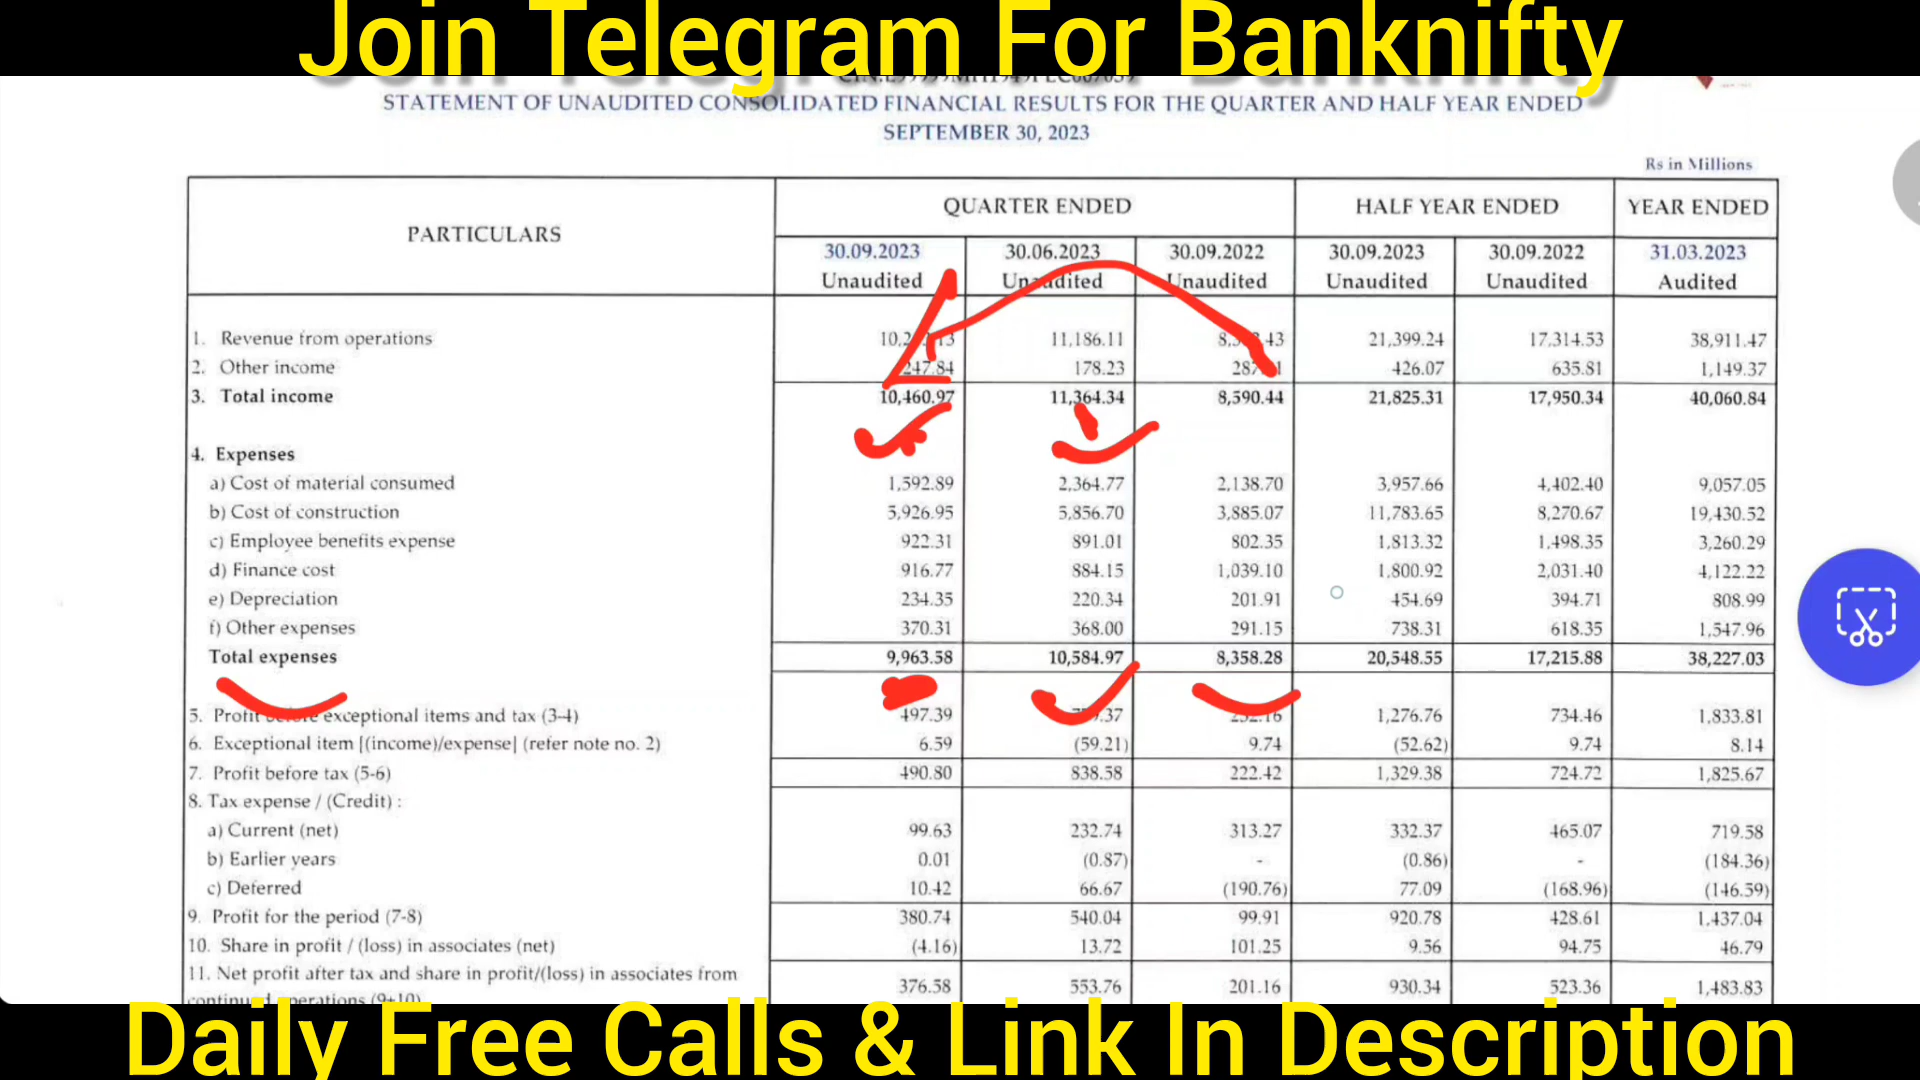 Join Telegram For Banknifty
STATEMENT OF UNAUDITED CONSOLIDATED FINANCIAL RESULTS FOR THE QUARTER AND HALF YEAR ENDED
SEPTEMBER 30, 2023
Rs in Millions
PARTICULARS QUARTER ENDED HALF YEAR ENDED YEAR ENDED
30.09.2023 30.06.2023 30.09.2022 30.09.2023 30.09.2022 31.03.2023
Unaudited Unaudited Unaudited Unaudited Unaudited Audited
1. Revenue from operations 11,186.11 21,399.24 17,314.53 38,911.47
2. Other income 247.84 178.23 426.07 635.81 1,149.37
3. Total income 10,460.97 11,364.34 8,590.44 21,825.31 17,950.34 40,060.84
4. Expenses
a) Cost of material consumed 1,592.89 2,364.77 2,138.70 3,957.66 4,402.40 9,057.05
b) Cost of construction 5,926.95 5,856.70 3,885.07 11,783.65 8,270.67 19,430.52
c) Employee benefits expense 922.31 891.01 802.35 1,813.32 1,498.35 3,260.29
d) Finance cost 916.77 884.15 1,039.10 1,800.92 2,031.40 4,122.22
e) Depreciation 234.35 220.34 201.91 454.69 394.71 808.99
f) Other expenses 370.31 368.00 291.15 738.31 618.35 1,547.96
Total expenses 9,963.58 10,584.97 8,358.28 20,548.55 17,215.88 38,227.03
5. Profit before exceptional items and tax (3-4) 497.39 232.16 1,276.76 734.46 1,833.81
6. Exceptional item [(income)/expense] (refer note no. 2) 6.59 (59.21) 9.74 (52.62) 9.74 8.14
7. Profit before tax (5-6) 490.80 838.58 222.42 1,329.38 724.72 1,825.67
8. Tax expense / (Credit) :
a) Current (net) 99.63 232.74 313.27 332.37 465.07 719.58
b) Earlier years 0.01 (0.87) - (0.86) - (184.36)
c) Deferred 10.42 66.67 (190.76) 77.09 (168.96) (146.59)
9. Profit for the period (7-8) 380.74 540.04 99.91 920.78 428.61 1,437.04
10. Share in profit / (loss) in associates (net) (4.16) 13.72 101.25 9.56 94.75 46.79
11. Net profit after tax and share in profit/(loss) in associates from
376.58 553.76 201.16 930.34 523.36 1,483.83
Daily Free Calls & Link In Description